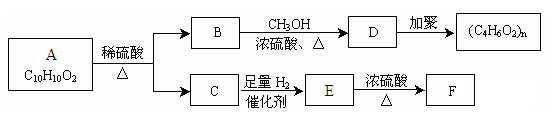 A
C10H10O2
稀硫酸
△
B
CH3OH
浓硫酸、△
D
加聚
(C4H6O2)n
C
足量 H2
催化剂
E
浓硫酸
△
F